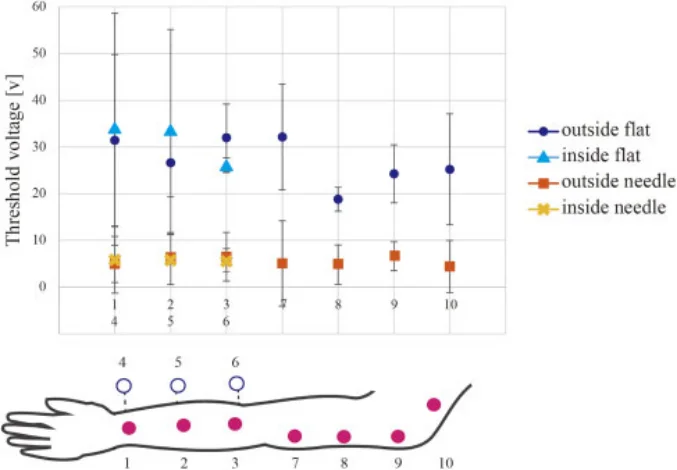 60
50
40
30
20
10
0
Threshold voltage [v]
1 2 3 7 8 9 10
4 5 6
outside flat
inside flat
outside needle
inside needle
4 5 6
1 2 3 7 8 9 10